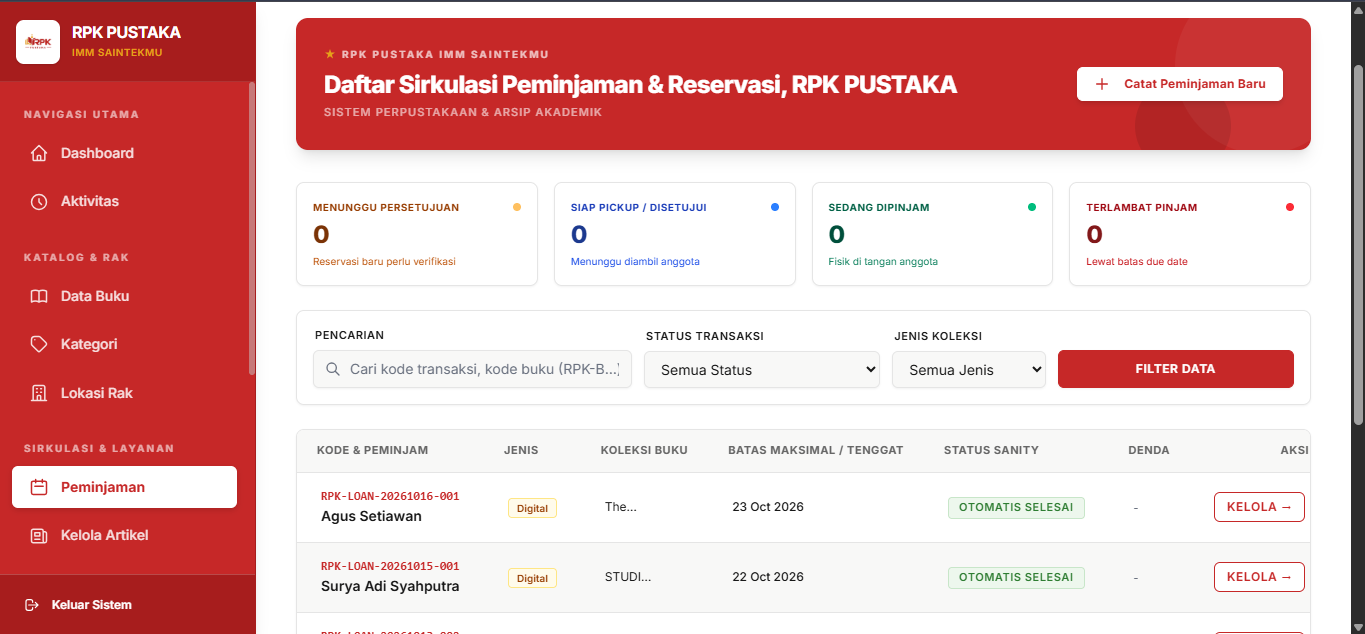 RPK
RPK PUSTAKA
IMM SAINTEKMU
NAVIGASI UTAMA
Dashboard
Aktivitas
KATALOG & RAK
Data Buku
Kategori
Lokasi Rak
SIRKULASI & LAYANAN
Peminjaman
Kelola Artikel
Keluar Sistem
★ RPK PUSTAKA IMM SAINTEKMU
Daftar Sirkulasi Peminjaman & Reservasi, RPK PUSTAKA
SISTEM PERPUSTAKAAN & ARSIP AKADEMIK
+ Catat Peminjaman Baru
MENUNGGU PERSETUJUAN
0
Reservasi baru perlu verifikasi
SIAP PICKUP / DISETUJUI
0
Menunggu diambil anggota
SEDANG DIPINJAM
0
Fisik di tangan anggota
TERLAMBAT PINJAM
0
Lewat batas due date
PENCARIAN
Cari kode transaksi, kode buku (RPK-B...)
STATUS TRANSAKSI
Semua Status
JENIS KOLEKSI
Semua Jenis
FILTER DATA
KODE & PEMINJAM JENIS KOLEKSI BUKU BATAS MAKSIMAL / TENGGAT STATUS SANITY DENDA AKSI
RPK-LOAN-20261016-001
Agus Setiawan Digital The... 23 Oct 2026 OTOMATIS SELESAI - KELOLA →
RPK-LOAN-20261015-001
Surya Adi Syahputra Digital STUDI... 22 Oct 2026 OTOMATIS SELESAI - KELOLA →